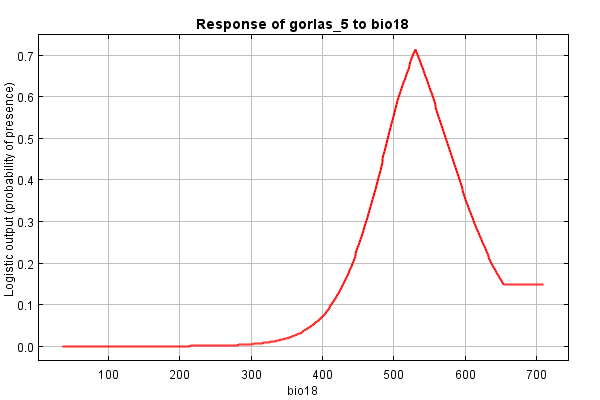 Response of gorlas_5 to bio18
Logistic output (probability of presence)
0.7
0.6
0.5
0.4
0.3
0.2
0.1
0.0
100 200 300 400 500 600 700
bio18